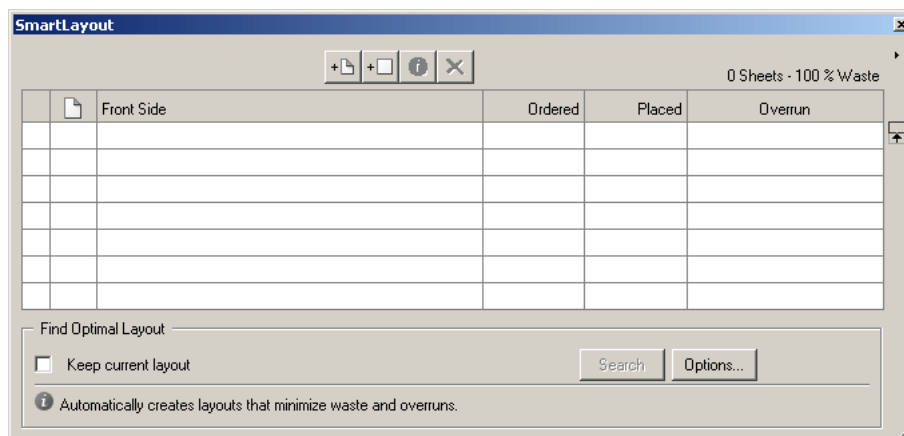 SmartLayout
0 Sheets - 100 % Waste
Front Side Ordered Placed Overrun
Find Optimal Layout
Keep current layout Search Options...
Automatically creates layouts that minimize waste and overruns.